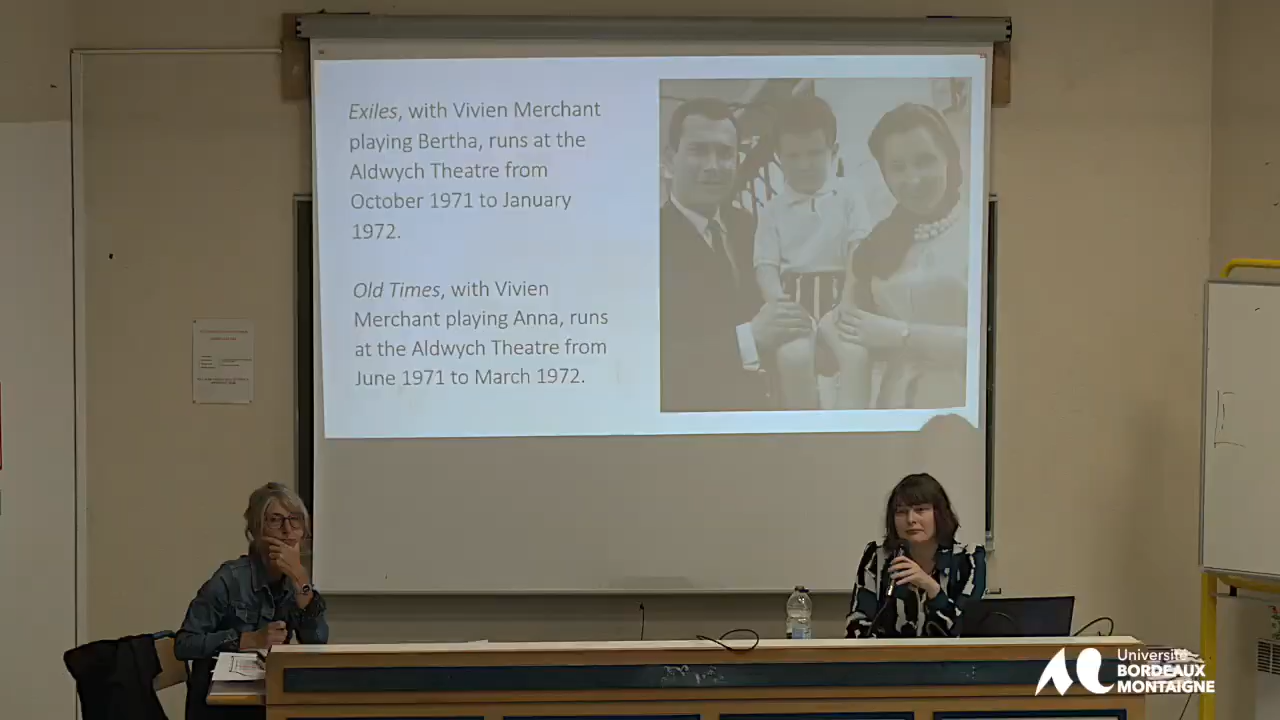 Exiles, with Vivien Merchant
playing Bertha, runs at the
Aldwych Theatre from
October 1971 to January
1972.
Old Times, with Vivien
Merchant playing Anna, runs
at the Aldwych Theatre from
June 1971 to March 1972.
Université
BORDEAUX
MONTAIGNE